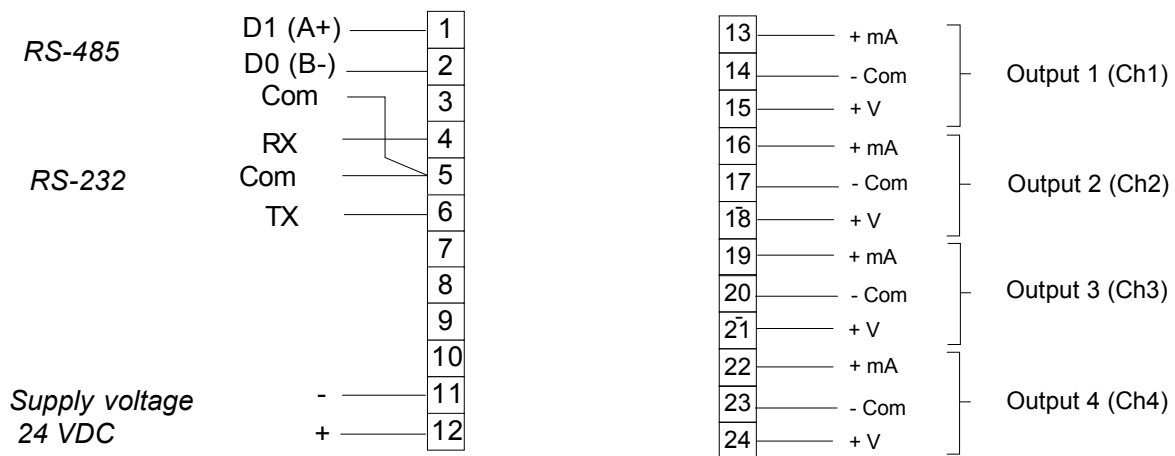 RS-485
D1 (A+) 1
D0 (B-) 2
Com 3
RX 4
RS-232 Com 5
TX 6
7
8
9
10
Supply voltage - 11
24 VDC + 12
13 + mA
14 - Com Output 1 (Ch1)
15 + V
16 + mA
17 - Com Output 2 (Ch2)
18 + V
19 + mA
20 - Com Output 3 (Ch3)
21 + V
22 + mA
23 - Com Output 4 (Ch4)
24 + V